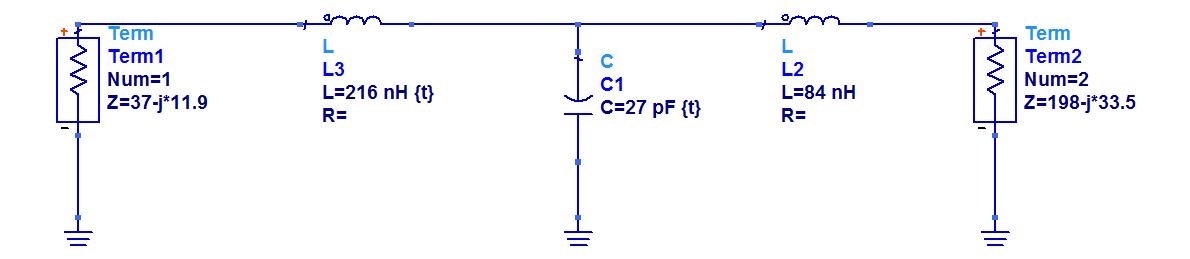 Term
Term1
Num=1
Z=37-j*11.9
L
L3
L=216 nH {t}
R=
C
C1
C=27 pF {t}
L
L2
L=84 nH
R=
Term
Term2
Num=2
Z=198-j*33.5